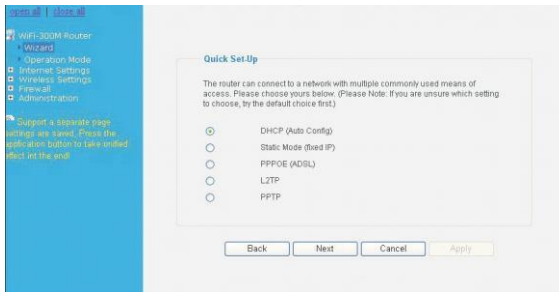 open all | close all
WiFi-300M Router
Wizard
Operation Mode
Internet Settings
Wireless Settings
Firewall
Administration
Support a separate page
settings are saved, Press the
application button to take unified
effect int the end!
Quick Set-Up
The router can connect to a network with multiple commonly used means of
access. Please choose yours below. (Please Note: If you are unsure which setting
to choose, try the default choice first.)
DHCP (Auto Config)
Static Mode (fixed IP)
PPPOE (ADSL)
L2TP
PPTP
Back Next Cancel Apply